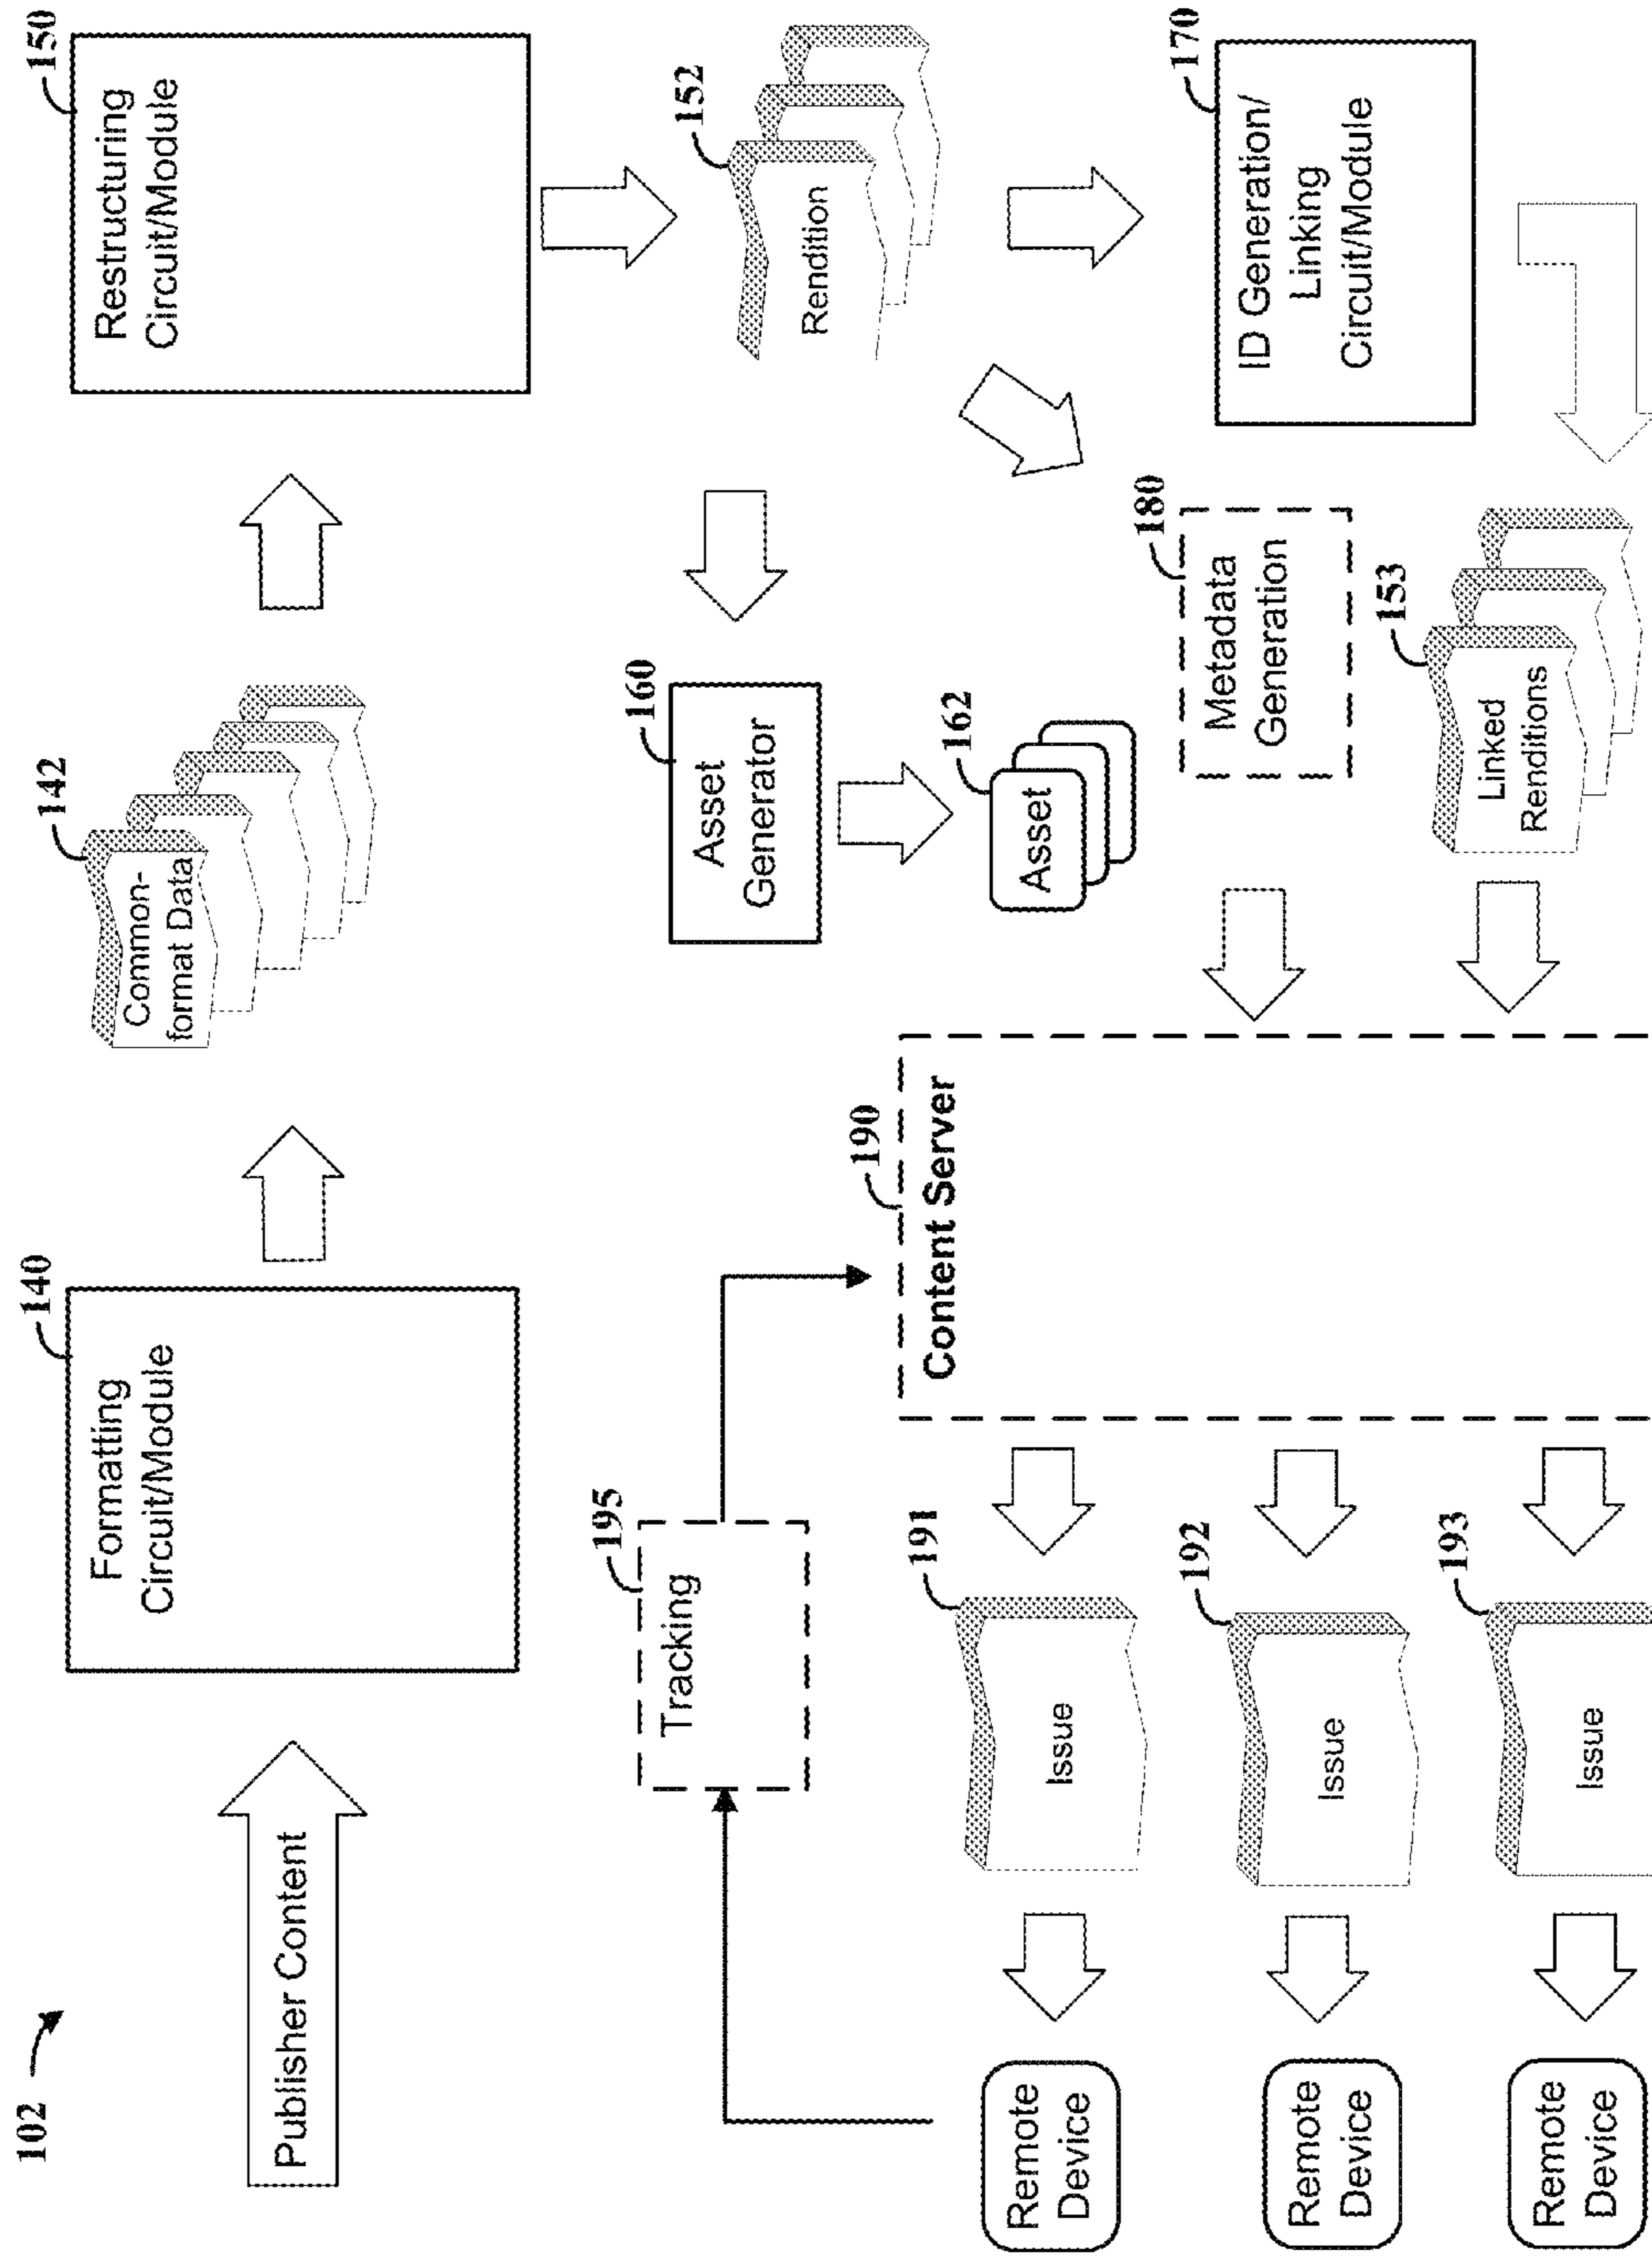 102
Publisher Content
140
Formatting
Circuit/Module
142
Common-
format Data
150
Restructuring
Circuit/Module
152
Rendition
160
Asset
Generator
162
Asset
170
ID Generation/
Linking
Circuit/Module
180
Metadata
Generation
153
Linked
Renditions
190
Content Server
195
Tracking
191
Issue
192
Issue
193
Issue
Remote
Device
Remote
Device
Remote
Device